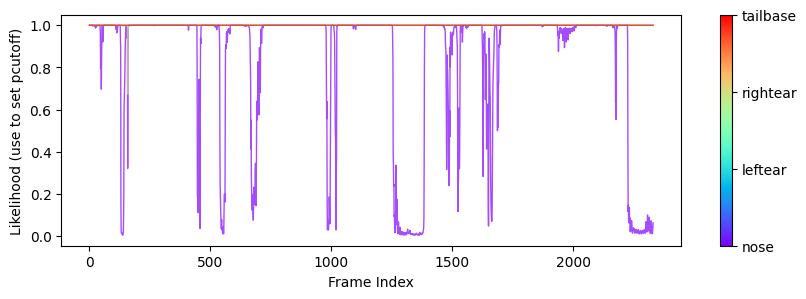 Likelihood (use to set pcutoff)
1.0
0.8
0.6
0.4
0.2
0.0
0
500
1000
1500
2000
Frame Index
tailbase
rightear
leftear
nose